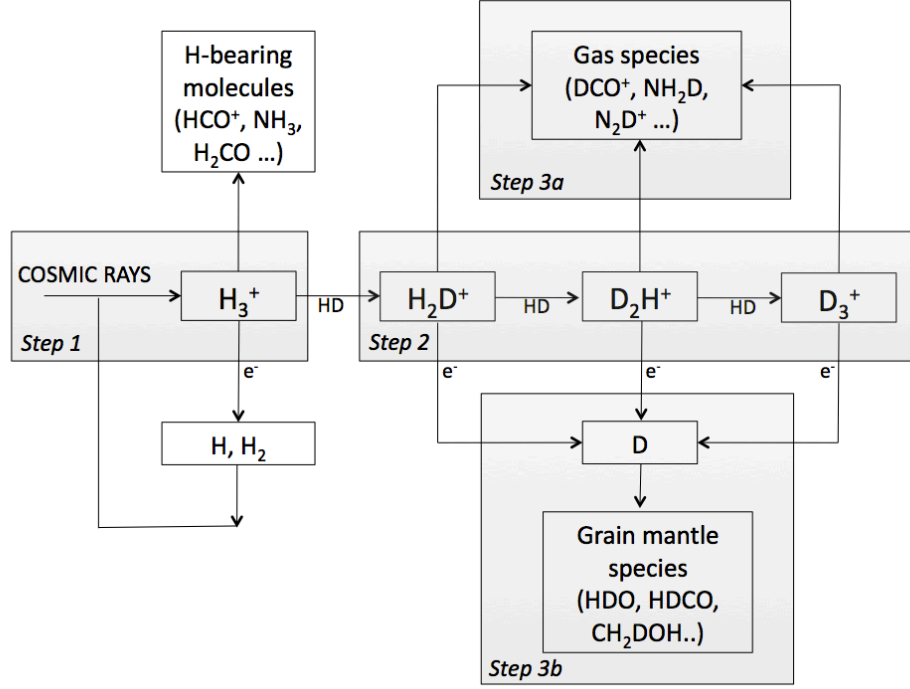 H-bearing
molecules
(HCO⁺, NH₃,
H₂CO ...)
Gas species
(DCO⁺, NH₂D,
N₂D⁺ ...)
Step 3a
COSMIC RAYS
H₃⁺
HD
H₂D⁺
HD
D₂H⁺
HD
D₃⁺
Step 1
Step 2
e⁻
e⁻
e⁻
e⁻
H, H₂
D
Grain mantle
species
(HDO, HDCO,
CH₂DOH..)
Step 3b